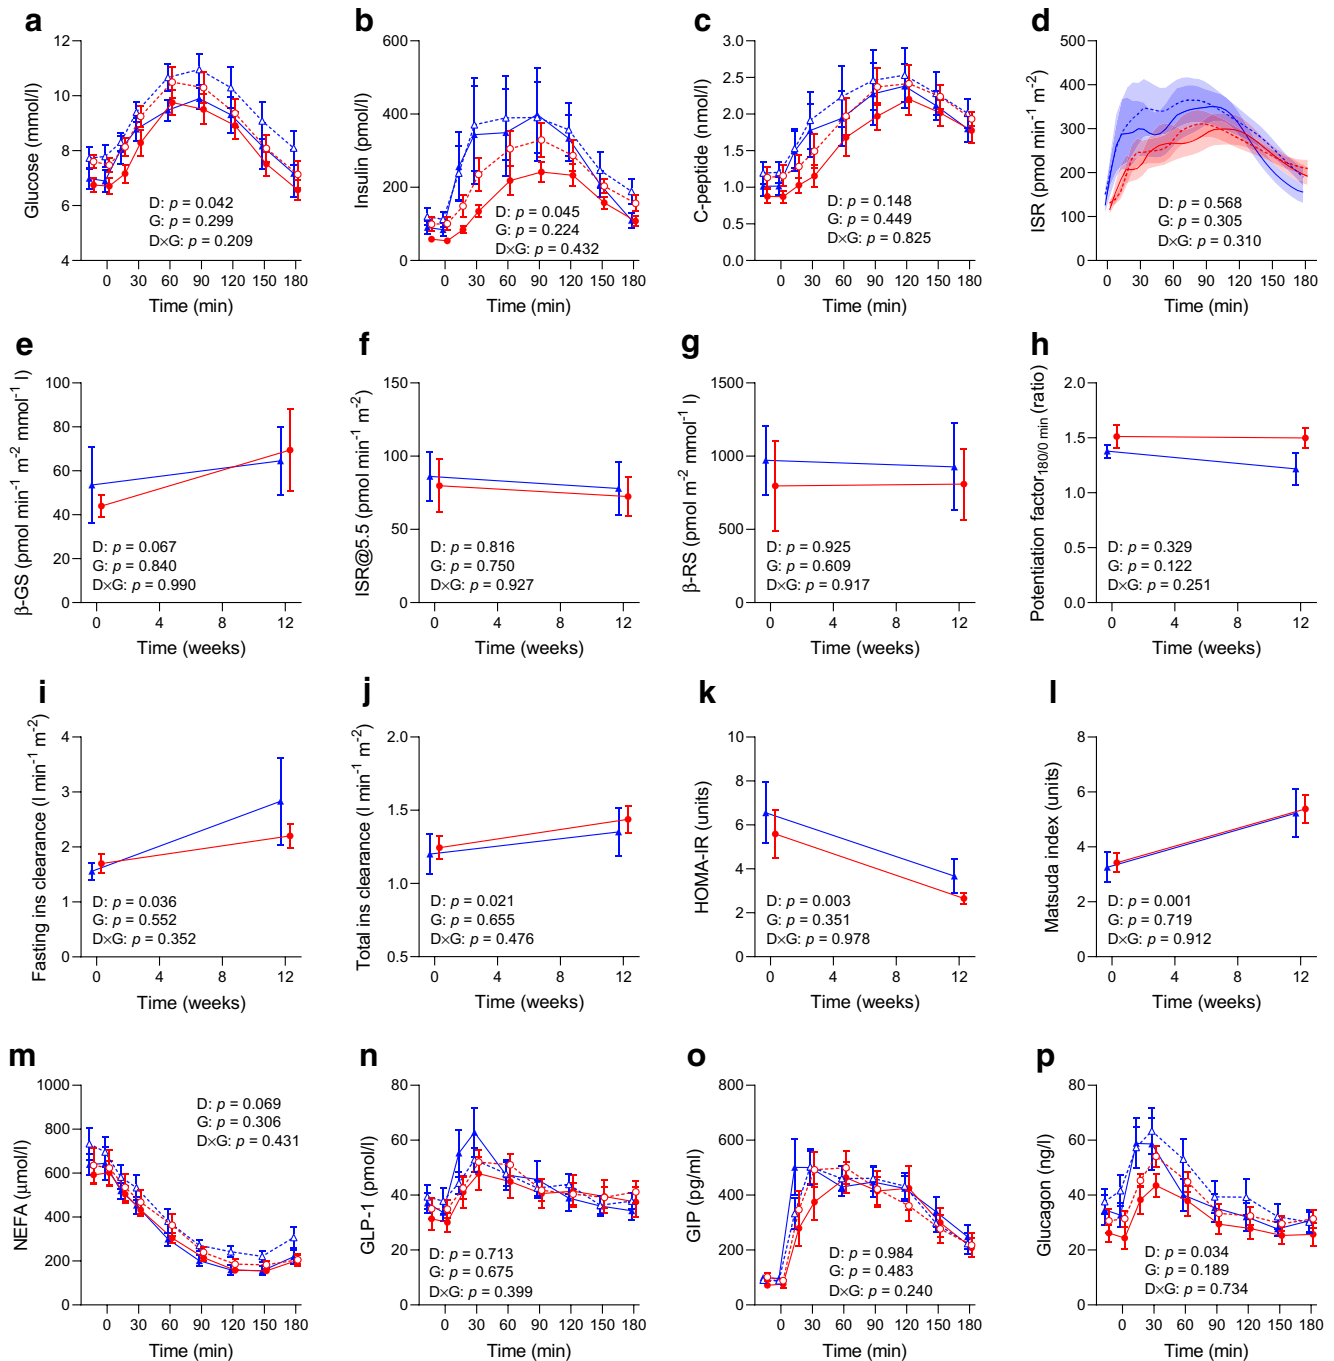 a
Glucose (mmol/l)
12
10
8
6
4
D: p = 0.042
G: p = 0.299
D×G: p = 0.209
0 30 60 90 120 150 180
Time (min)
b
Insulin (pmol/l)
600
400
200
0
D: p = 0.045
G: p = 0.224
D×G: p = 0.432
0 30 60 90 120 150 180
Time (min)
c
C-peptide (nmol/l)
3.0
2.5
2.0
1.5
1.0
0.5
0.0
D: p = 0.148
G: p = 0.449
D×G: p = 0.825
0 30 60 90 120 150 180
Time (min)
d
ISR (pmol min⁻¹ m⁻²)
500
400
300
200
100
0
D: p = 0.568
G: p = 0.305
D×G: p = 0.310
0 30 60 90 120 150 180
Time (min)
e
β-GS (pmol min⁻¹ m⁻² mmol⁻¹ l)
100
80
60
40
20
0
D: p = 0.067
G: p = 0.840
D×G: p = 0.990
0 4 8 12
Time (weeks)
f
ISR@5.5 (pmol min⁻¹ m⁻²)
150
100
50
0
D: p = 0.816
G: p = 0.750
D×G: p = 0.927
0 4 8 12
Time (weeks)
g
β-RS (pmol m⁻² mmol⁻¹ l)
1500
1000
500
0
D: p = 0.925
G: p = 0.609
D×G: p = 0.917
0 4 8 12
Time (weeks)
h
Potentiation factor180/0 min (ratio)
2.0
1.5
1.0
0.5
0.0
D: p = 0.329
G: p = 0.122
D×G: p = 0.251
0 4 8 12
Time (weeks)
i
Fasting ins clearance (l min⁻¹ m⁻²)
4
3
2
1
0
D: p = 0.036
G: p = 0.552
D×G: p = 0.352
0 4 8 12
Time (weeks)
j
Total ins clearance (l min⁻¹ m⁻²)
2.0
1.5
1.0
0.5
D: p = 0.021
G: p = 0.655
D×G: p = 0.476
0 4 8 12
Time (weeks)
k
HOMA-IR (units)
10
8
6
4
2
0
D: p = 0.003
G: p = 0.351
D×G: p = 0.978
0 4 8 12
Time (weeks)
l
Matsuda index (units)
8
6
4
2
0
D: p = 0.001
G: p = 0.719
D×G: p = 0.912
0 4 8 12
Time (weeks)
m
NEFA (μmol/l)
1000
800
600
400
200
0
D: p = 0.069
G: p = 0.306
D×G: p = 0.431
0 30 60 90 120 150 180
Time (min)
n
GLP-1 (pmol/l)
80
60
40
20
0
D: p = 0.713
G: p = 0.675
D×G: p = 0.399
0 30 60 90 120 150 180
Time (min)
o
GIP (pg/ml)
800
600
400
200
0
D: p = 0.984
G: p = 0.483
D×G: p = 0.240
0 30 60 90 120 150 180
Time (min)
p
Glucagon (ng/l)
80
60
40
20
0
D: p = 0.034
G: p = 0.189
D×G: p = 0.734
0 30 60 90 120 150 180
Time (min)